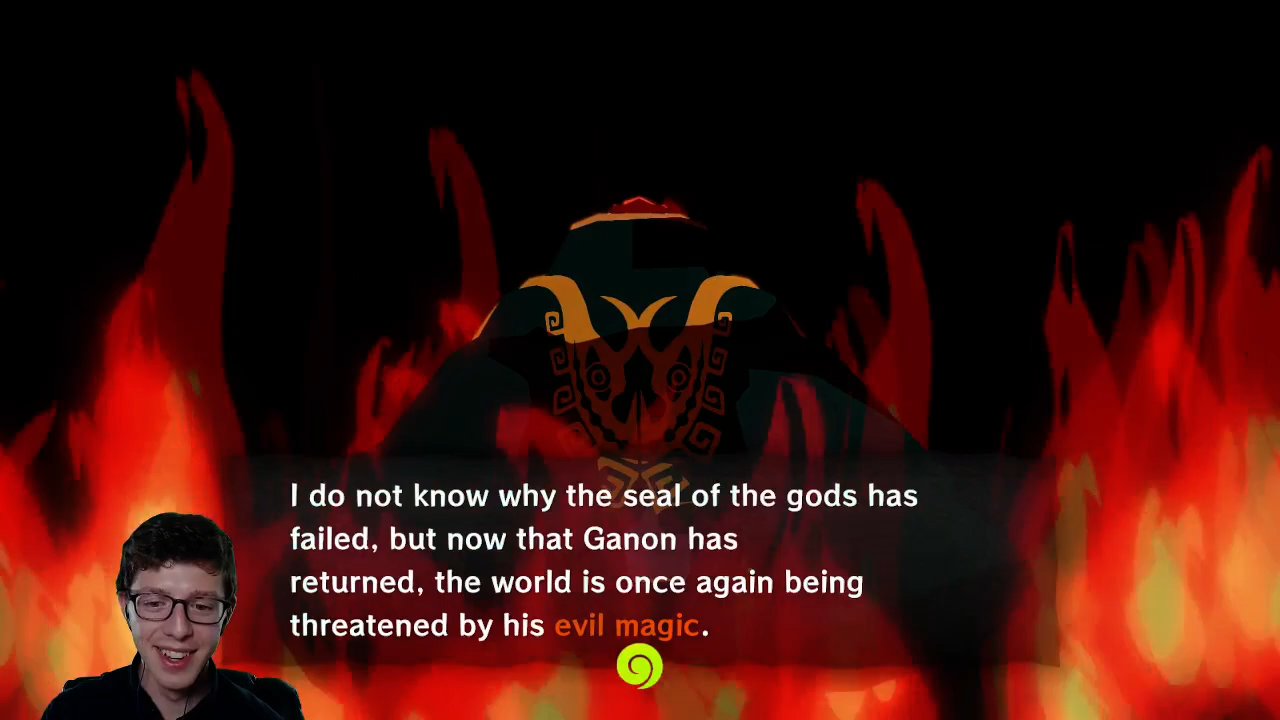 I do not know why the seal of the gods has
failed, but now that Ganon has
returned, the world is once again being
threatened by his evil magic.